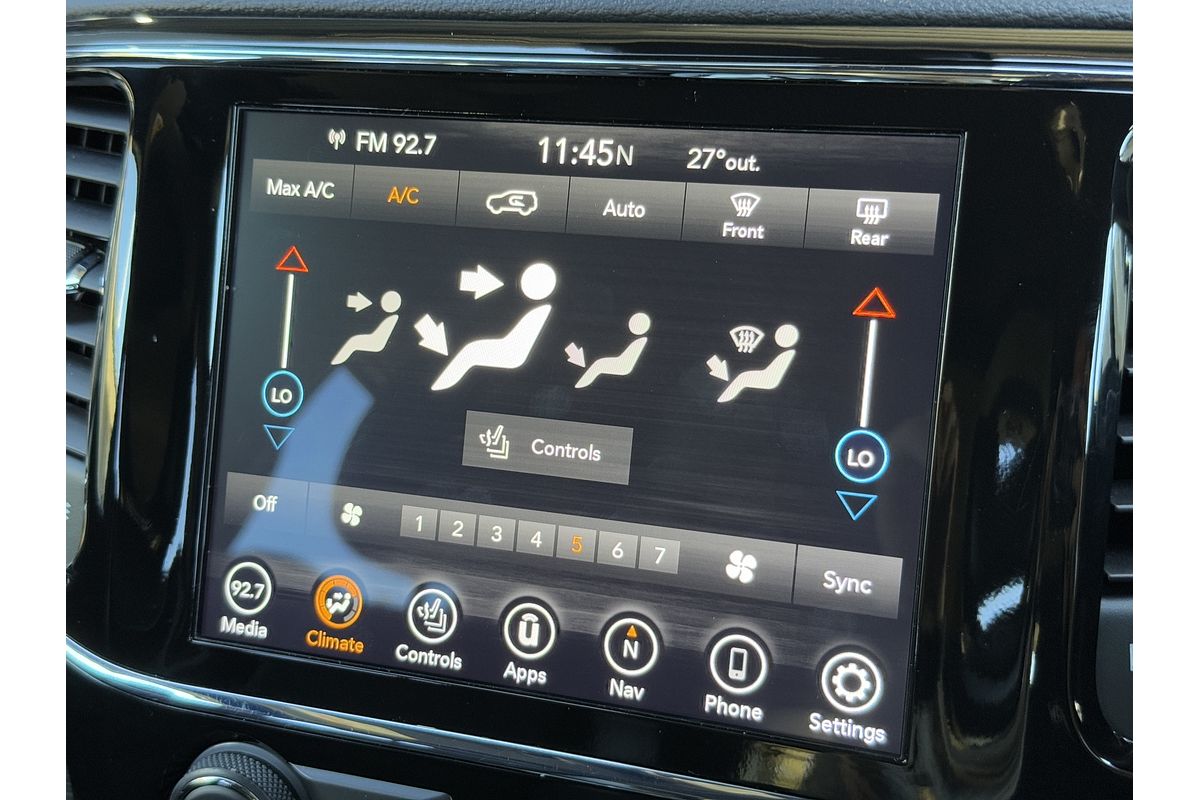 FM 92.7 11:45N 27° out.
Max A/C A/C Auto Front Rear
LO LO
Controls
Off 1 2 3 4 5 6 7 Sync
92.7 N
Media Climate Controls Apps Nav Phone Settings